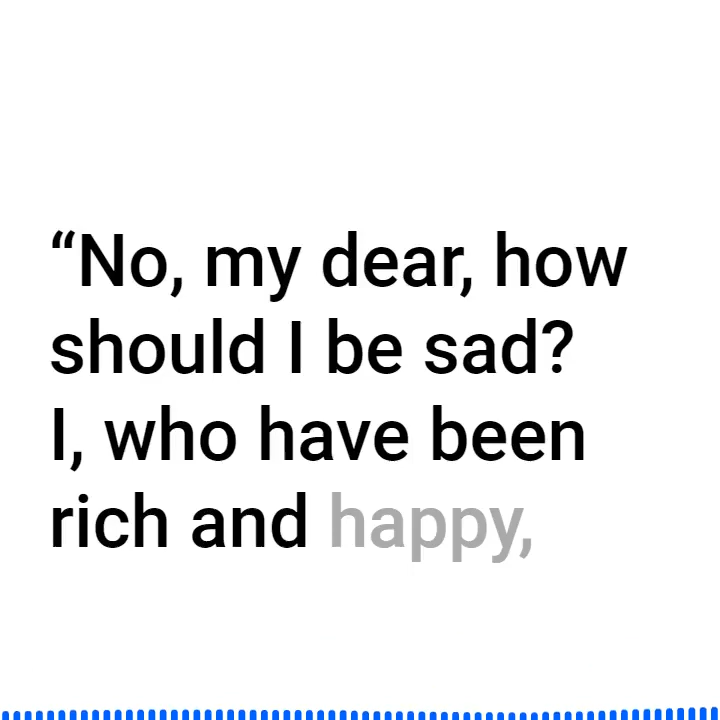 “No, my dear, how
should I be sad?
I, who have been
rich and happy,